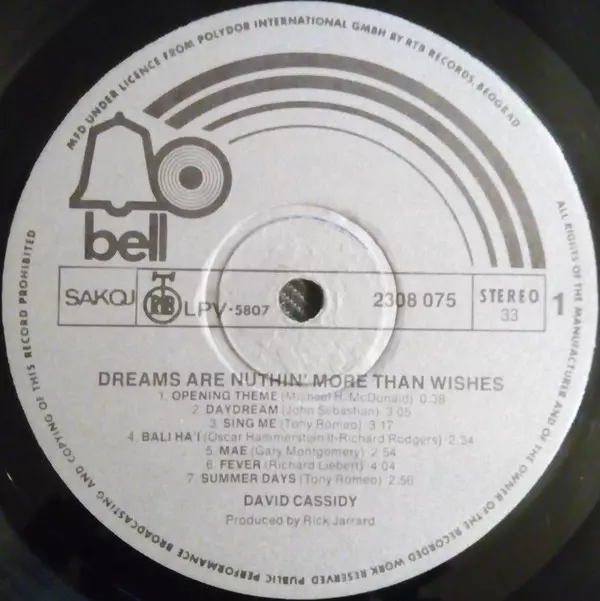 MFD UNDER LICENCE FROM POLYDOR INTERNATIONAL GMBH BY RTB RECORDS, BEOGRAD
bell
SAKOJ
RTB
LPV-5807
2308 075
STEREO
33
1
DREAMS ARE NUTHIN' MORE THAN WISHES
1. OPENING THEME (Michael H. McDonald) 0:38
2. DAYDREAM (John Sebastian) 3:05
3. SING ME (Tony Romeo) 3:17
4. BALI HA'I (Oscar Hammerstein II-Richard Rodgers) 2:34
5. MAE (Gary Montgomery) 2:54
6. FEVER (Richard Liebert) 4:04
7. SUMMER DAYS (Tony Romeo) 2:56
DAVID CASSIDY
Produced by Rick Jarrard
ALL RIGHTS OF THE MANUFACTURER AND OF THE OWNER OF THE RECORDED WORK RESERVED PUBLIC PERFORMANCE BROADCASTING AND COPYING OF THIS RECORD PROHIBITED